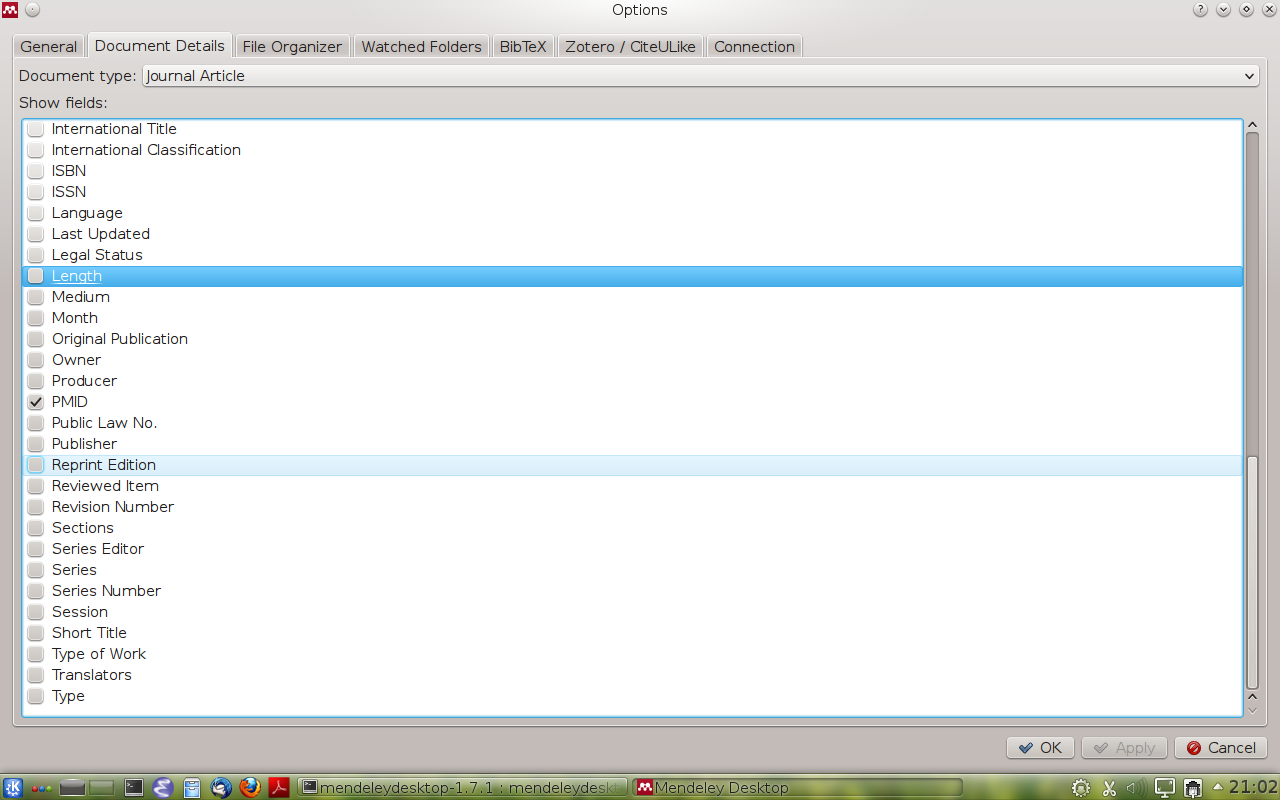 Options
General Document Details File Organizer Watched Folders BibTeX Zotero / CiteULike Connection
Document type: Journal Article
Show fields:
International Title
International Classification
ISBN
ISSN
Language
Last Updated
Legal Status
Length
Medium
Month
Original Publication
Owner
Producer
PMID
Public Law No.
Publisher
Reprint Edition
Reviewed Item
Revision Number
Sections
Series Editor
Series
Series Number
Session
Short Title
Type of Work
Translators
Type
OK Apply Cancel
mendeleydesktop-1.7.1 : mendeleydeskt Mendeley Desktop 21:02